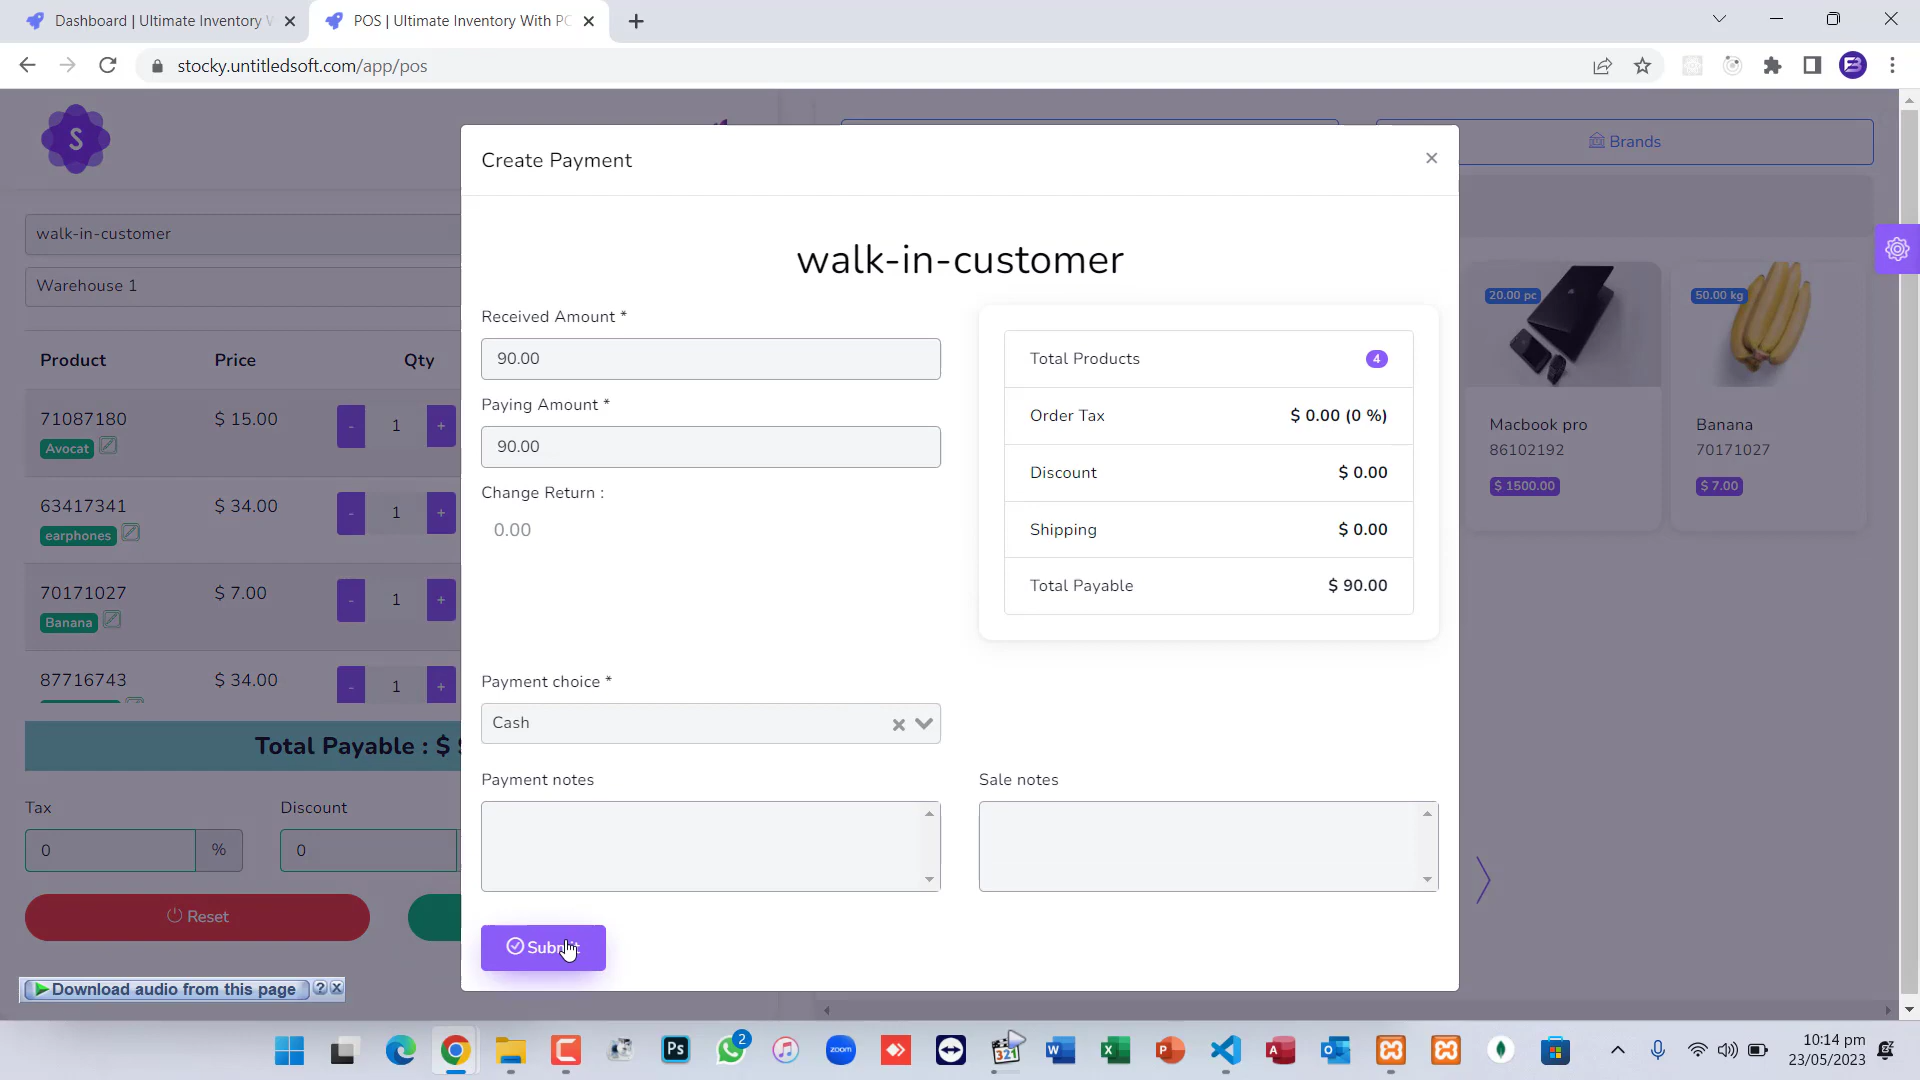 Dashboard | Ultimate Inventory W
POS | Ultimate Inventory With PO
stocky.untitledsoft.com/app/pos
S
walk-in-customer
Warehouse 1
Product Price Qty
71087180 $ 15.00 - 1 +
Avocat
63417341 $ 34.00 - 1 +
earphones
70171027 $ 7.00 - 1 +
Banana
87716743 $ 34.00 - 1 +
Total Payable : $
Tax Discount
0 % 0
Reset
Download audio from this page ?
Create Payment
walk-in-customer
Received Amount *
90.00
Paying Amount *
90.00
Change Return :
0.00
Total Products 4
Order Tax $ 0.00 (0 %)
Discount $ 0.00
Shipping $ 0.00
Total Payable $ 90.00
Payment choice *
Cash
Payment notes
Sale notes
Submit
Brands
20.00 pc
Macbook pro
86102192
$ 1500.00
50.00 kg
Banana
70171027
$ 7.00
Ps
2
zoom
321
10:14 pm
23/05/2023